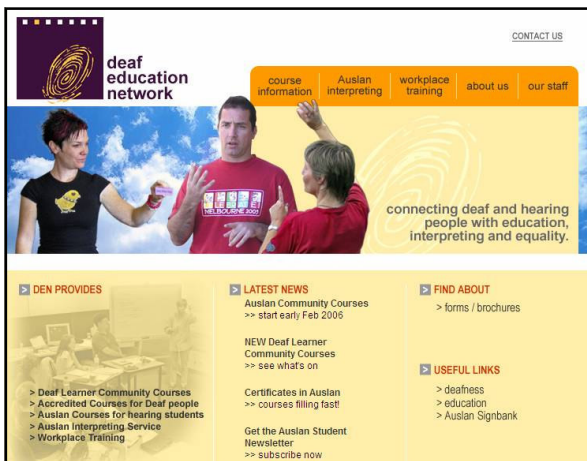 deaf
education
network
CONTACT US
course
information
Auslan
interpreting
workplace
training
about us
our staff
MELBOURNE 2002
connecting deaf and hearing
people with education,
interpreting and equality.
DEN PROVIDES
> Deaf Learner Community Courses
> Accredited Courses for Deaf people
> Auslan Courses for hearing students
> Auslan Interpreting Service
> Workplace Training
LATEST NEWS
Auslan Community Courses
>> start early Feb 2006
NEW Deaf Learner
Community Courses
>> see what's on
Certificates in Auslan
>> courses filling fast!
Get the Auslan Student
Newsletter
>> subscribe now
FIND ABOUT
> forms / brochures
USEFUL LINKS
> deafness
> education
> Auslan Signbank